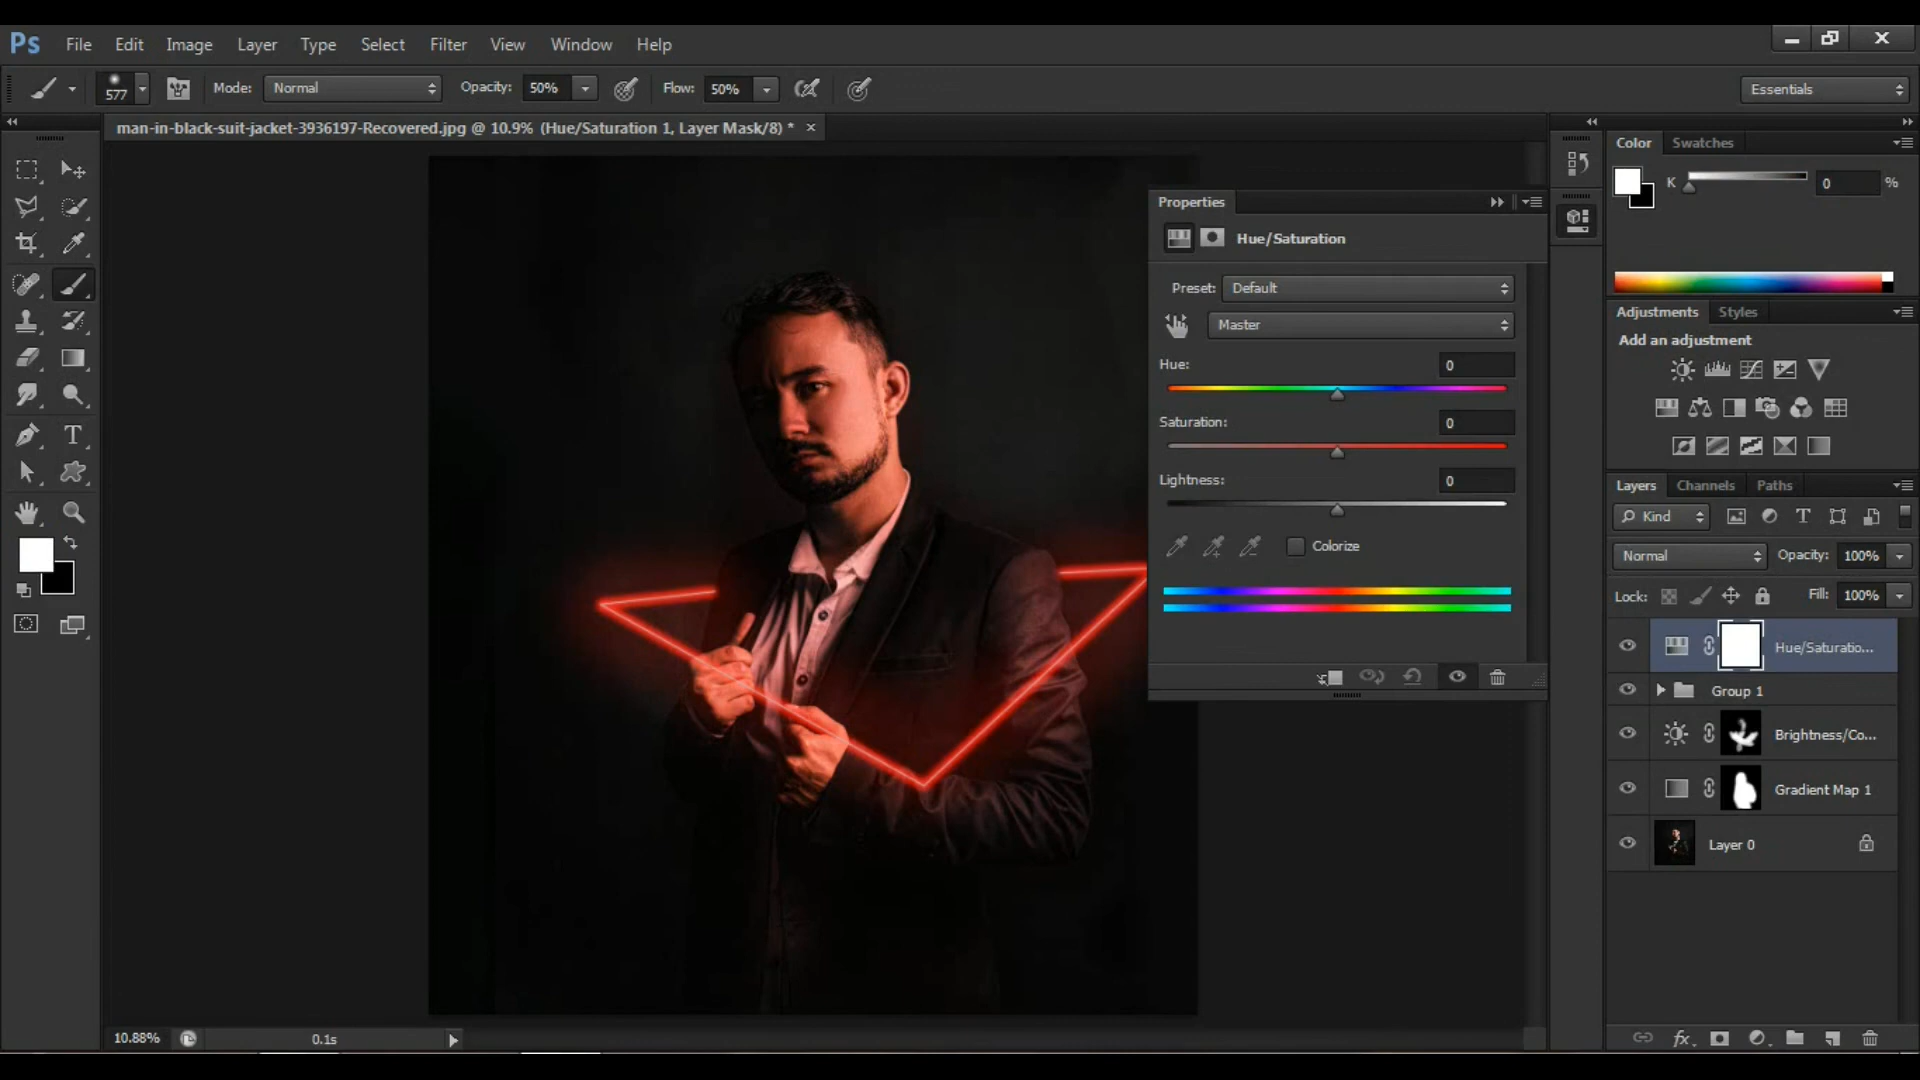 Ps File Edit Image Layer Type Select Filter View Window Help
577 Mode: Normal Opacity: 50% Flow: 50% Essentials
man-in-black-suit-jacket-3936197-Recovered.jpg @ 10.9% (Hue/Saturation 1, Layer Mask/8) * ×
Color Swatches
K 0 %
Properties
Hue/Saturation
Preset: Default
Master
Hue: 0
Saturation: 0
Lightness: 0
Colorize
Adjustments Styles
Add an adjustment
Layers Channels Paths
Kind
Normal Opacity: 100%
Lock: Fill: 100%
Hue/Saturatio...
Group 1
Brightness/Co...
Gradient Map 1
Layer 0
10.88% 0.1s